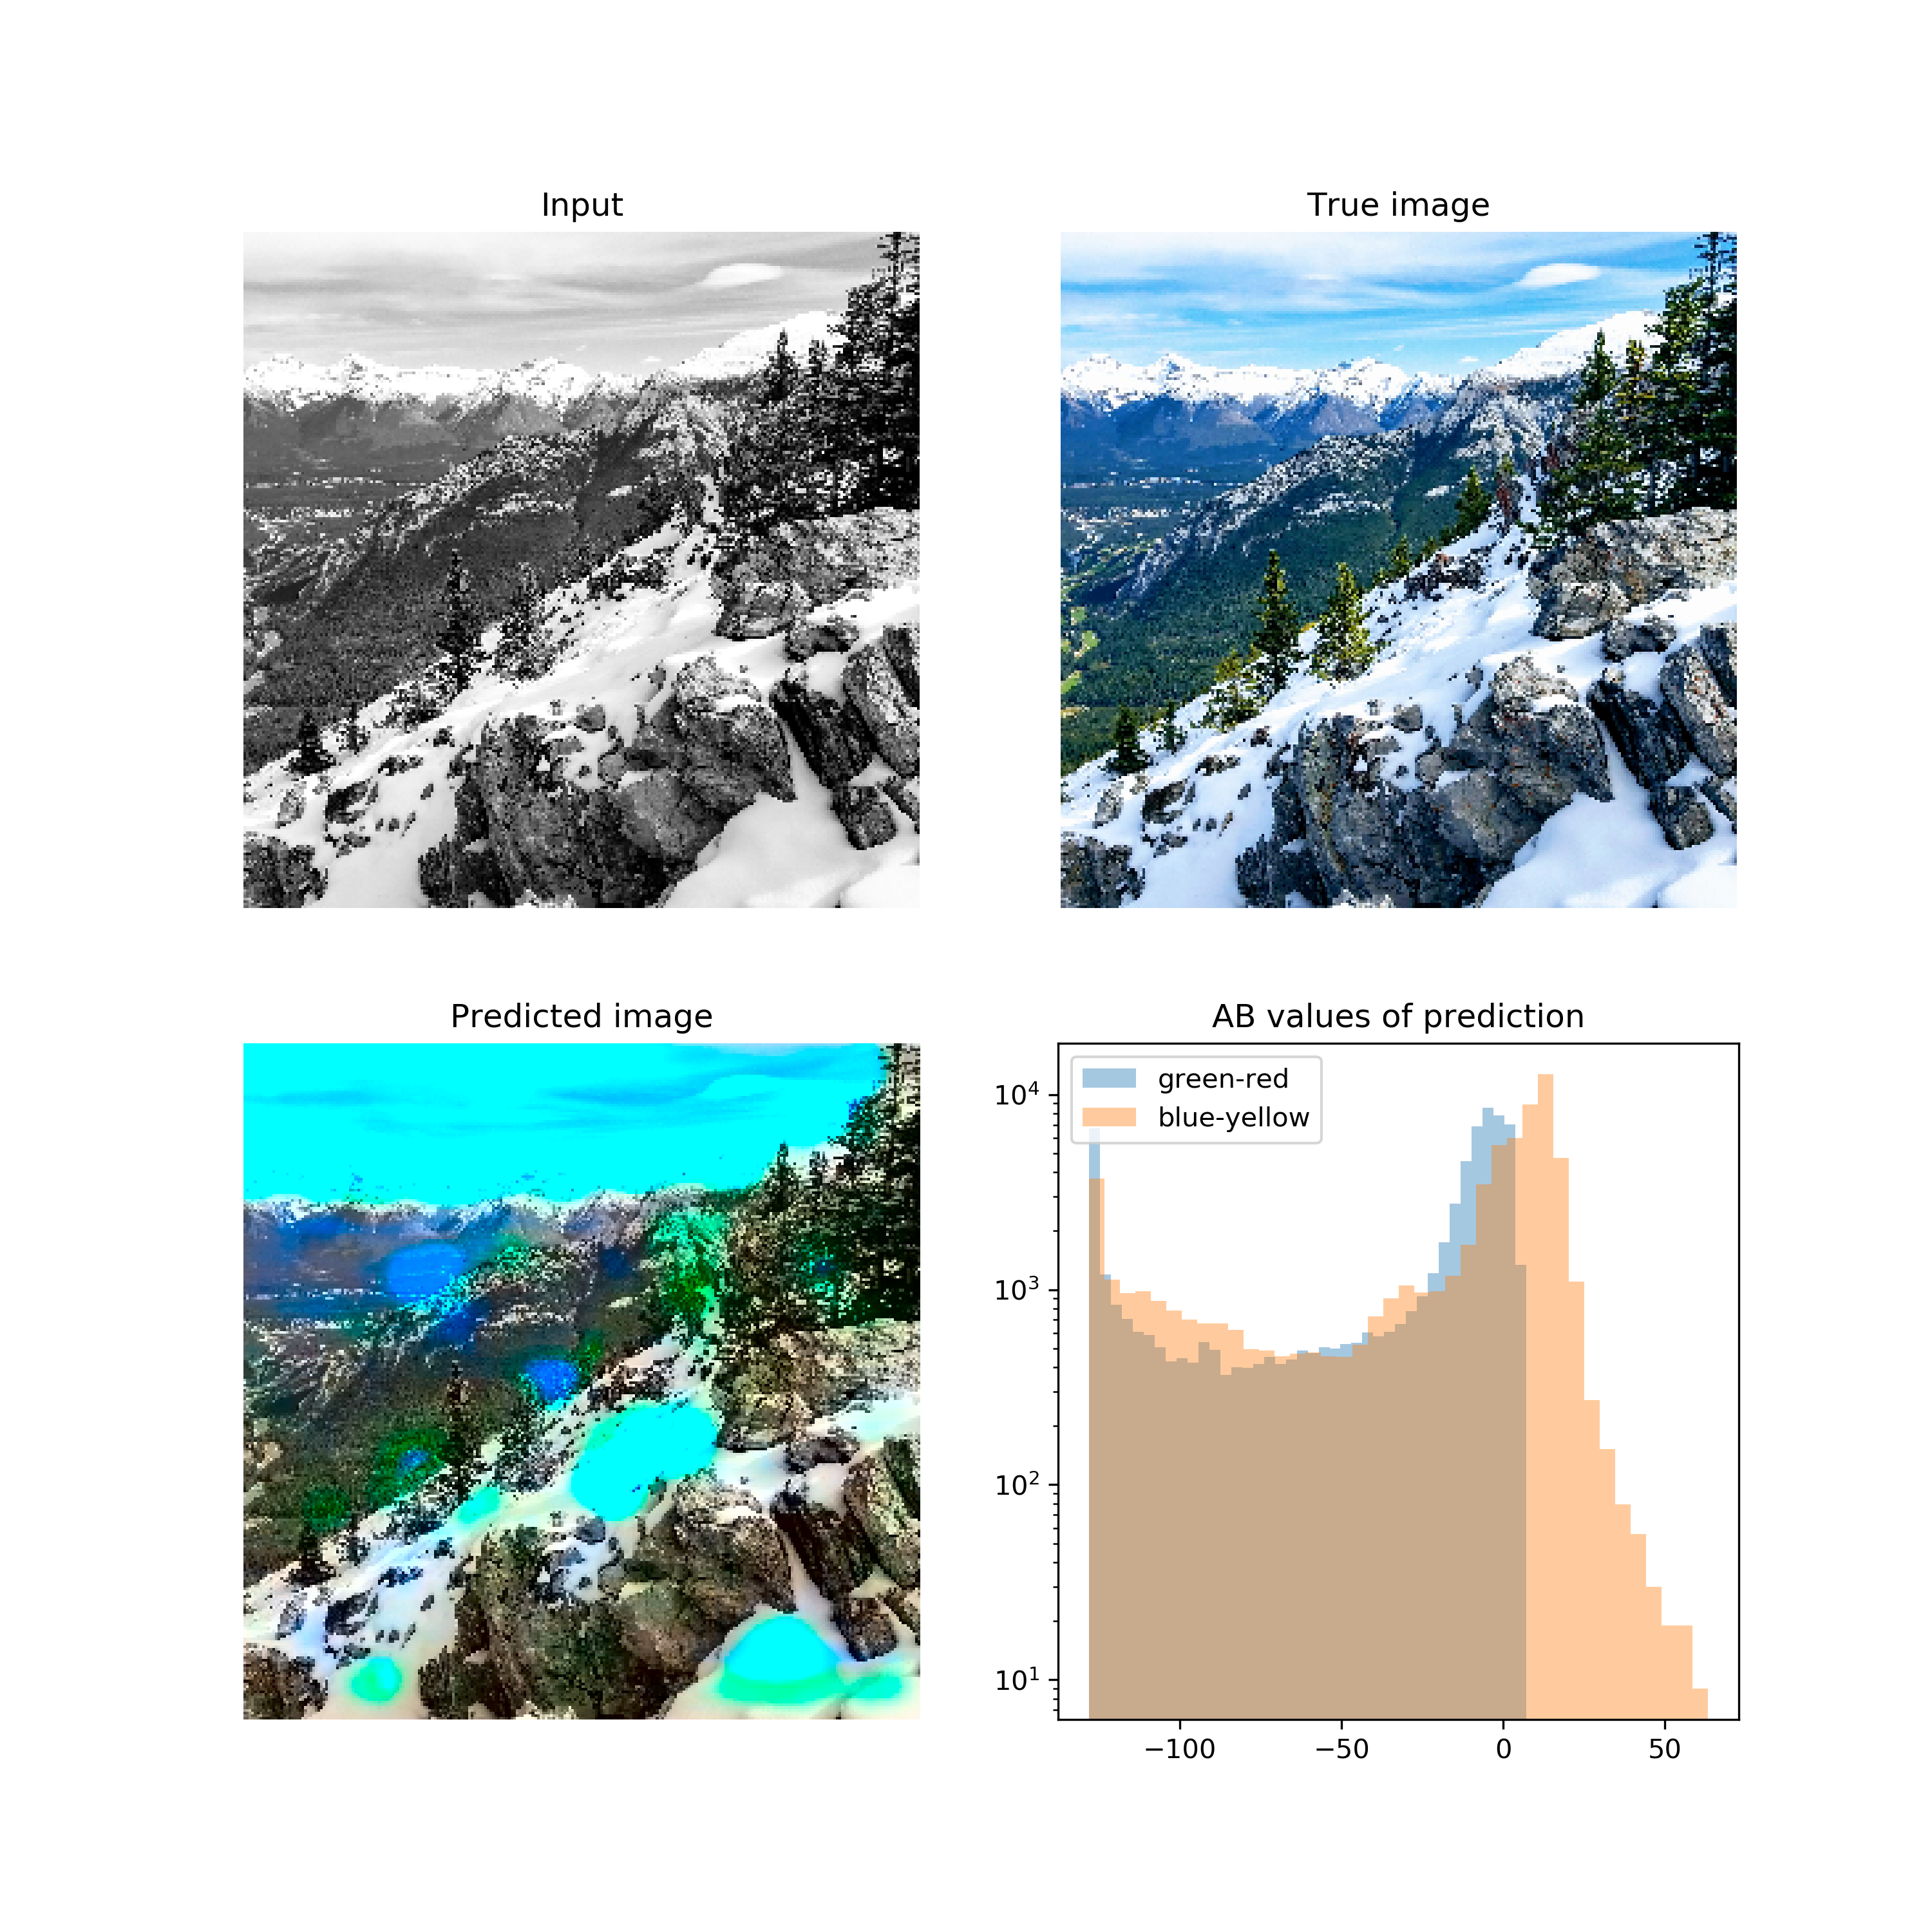 Input
True image
Predicted image
AB values of prediction
green-red
blue-yellow
10⁴
10³
10²
10¹
−100
−50
0
50